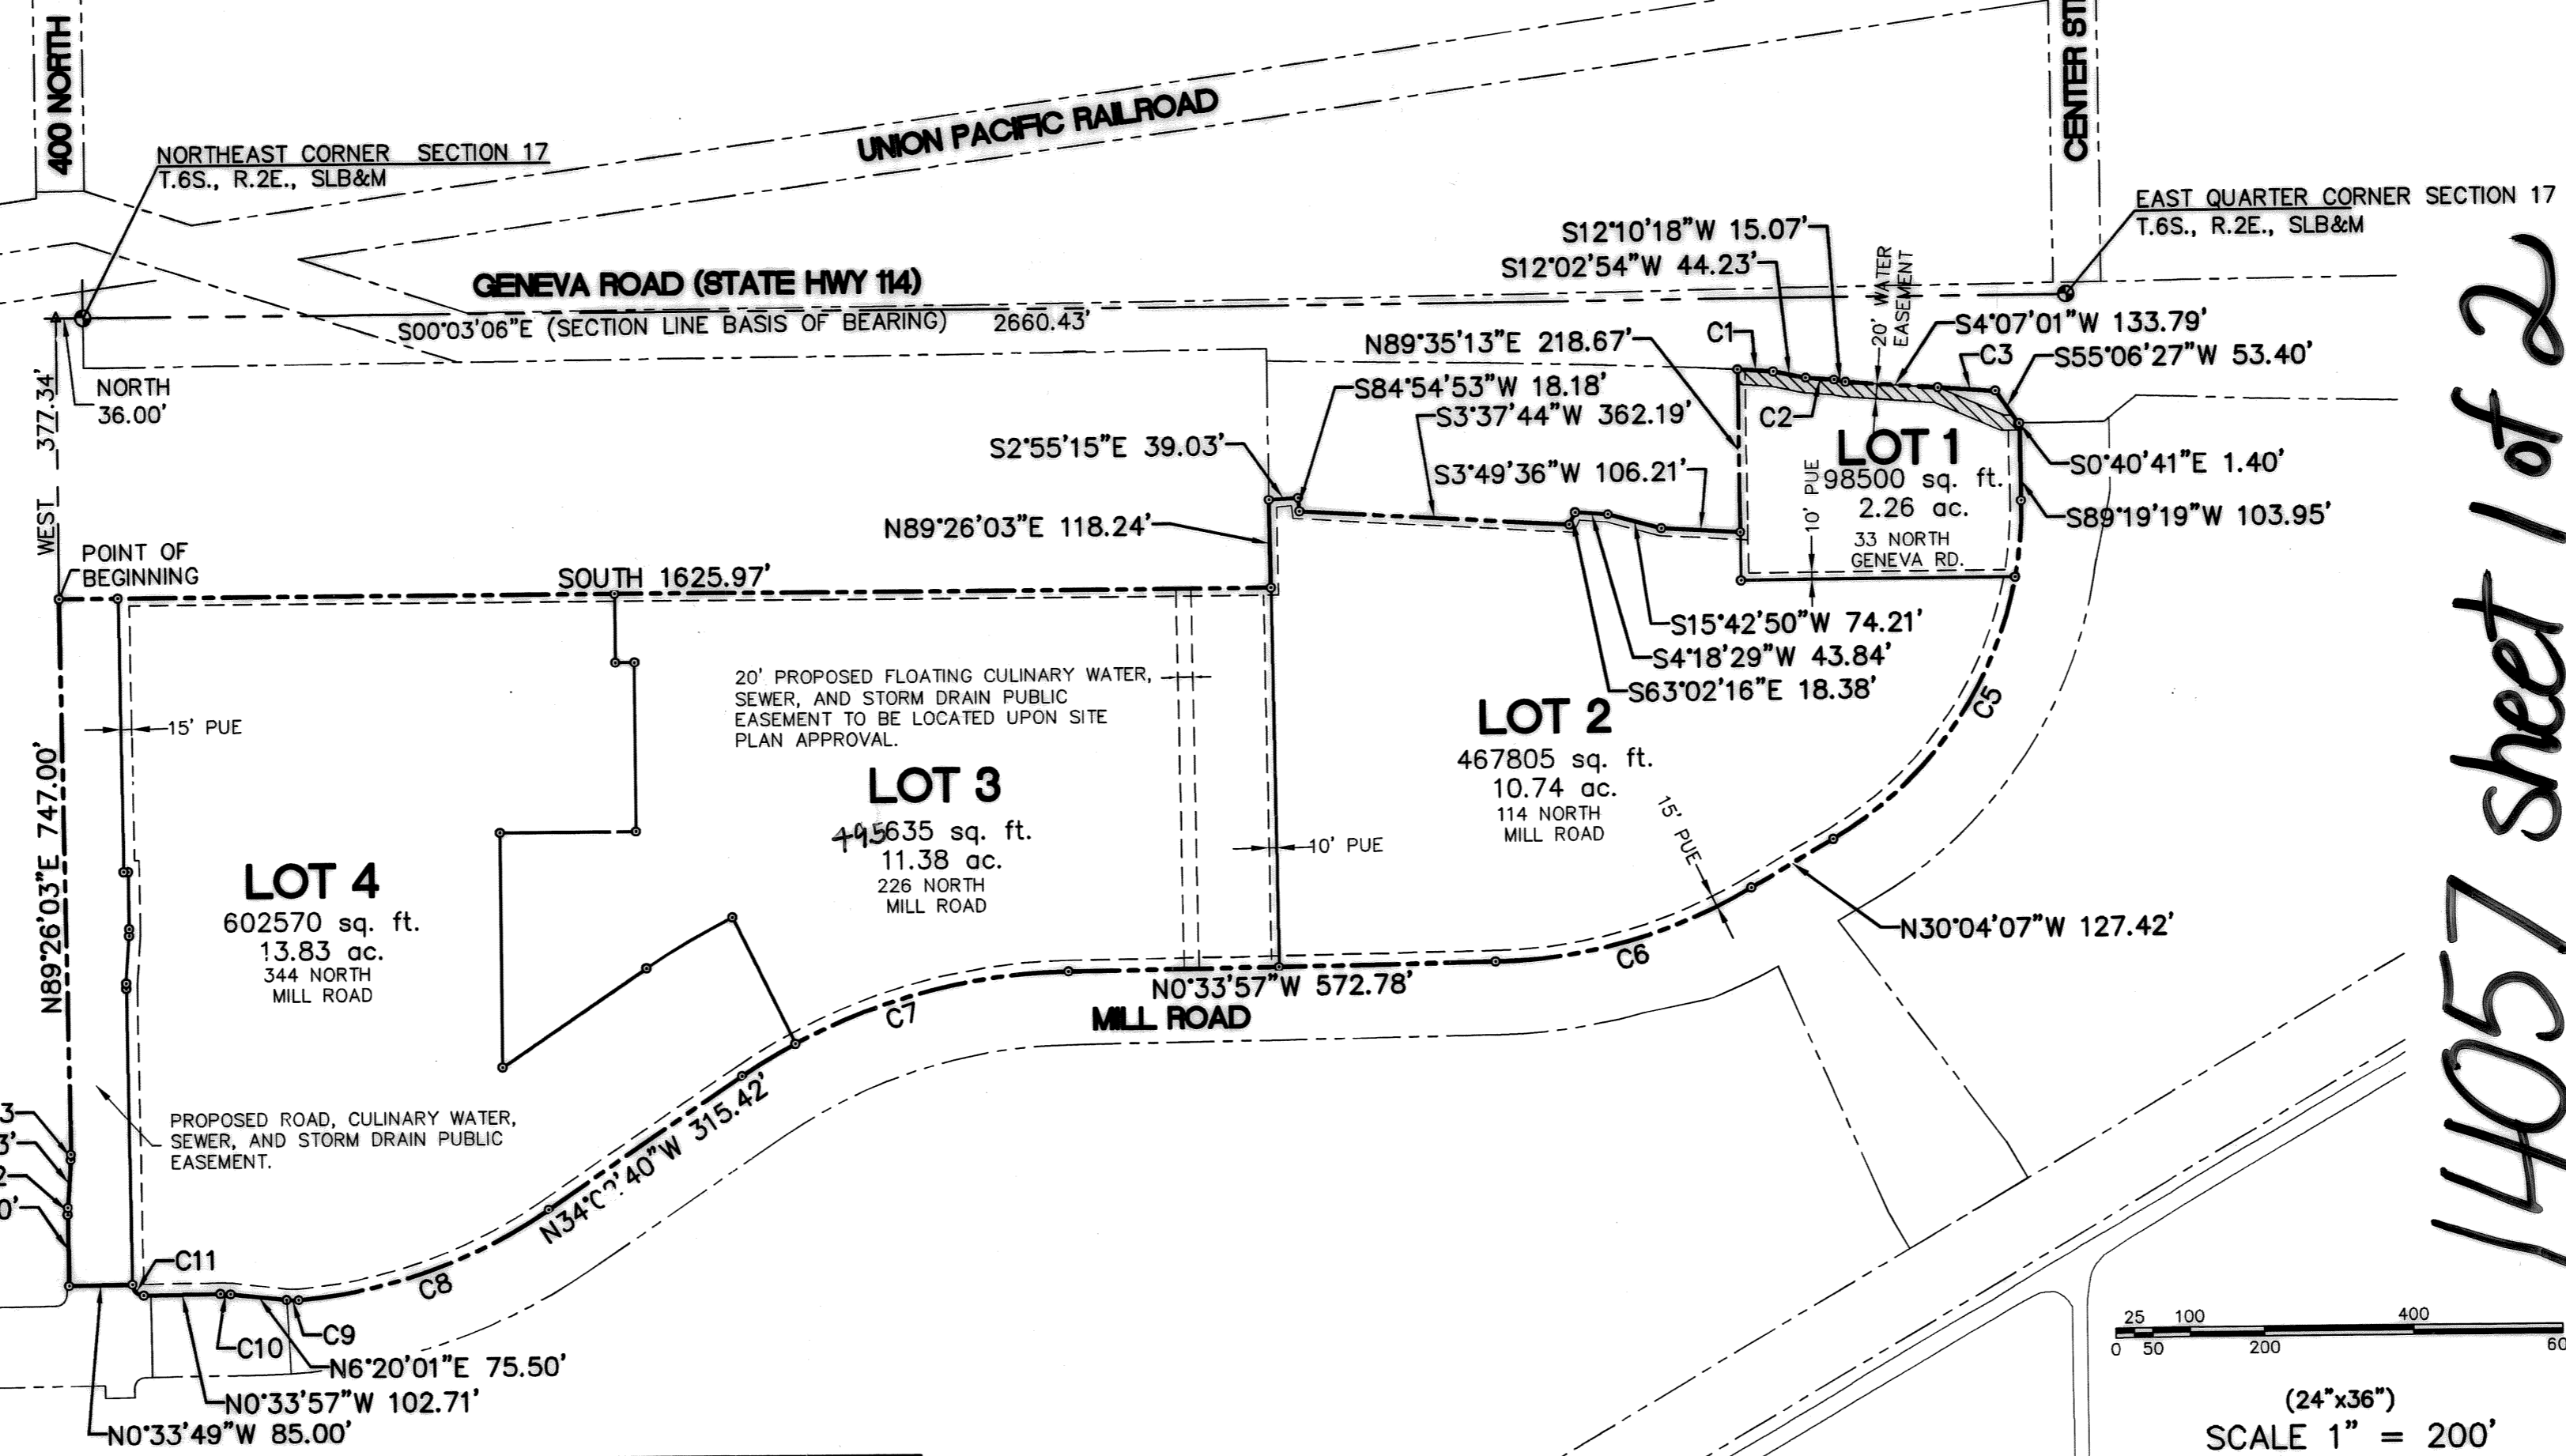 400 NORTH
NORTHEAST CORNER SECTION 17
T.6S., R.2E., SLB&M
UNION PACIFIC RAILROAD
EAST QUARTER CORNER SECTION 17
T.6S., R.2E., SLB&M
GENEVA ROAD (STATE HWY 114)
S00°03'06"E (SECTION LINE BASIS OF BEARING) 2660.43'
NORTH
36.00'
WEST 377.34'
POINT OF
BEGINNING
SOUTH 1625.97'
S12°10'18"W 15.07'
S12°02'54"W 44.23'
20' WATER
EASEMENT
S4°07'01"W 133.79'
C3
S55°06'27"W 53.40'
C1
N89°35'13"E 218.67'
S84°54'53"W 18.18'
S3°37'44"W 362.19'
C2
S2°55'15"E 39.03'
S3°49'36"W 106.21'
N89°26'03"E 118.24'
LOT 1
98500 sq. ft.
2.26 ac.
33 NORTH
GENEVA RD.
10' PUE
S0°40'41"E 1.40'
S89°19'19"W 103.95'
S15°42'50"W 74.21'
S4°18'29"W 43.84'
S63°02'16"E 18.38'
20' PROPOSED FLOATING CULINARY WATER,
SEWER, AND STORM DRAIN PUBLIC
EASEMENT TO BE LOCATED UPON SITE
PLAN APPROVAL.
15' PUE
LOT 2
467805 sq. ft.
10.74 ac.
114 NORTH
MILL ROAD
C5
15' PUE
LOT 3
495635 sq. ft.
11.38 ac.
226 NORTH
MILL ROAD
10' PUE
N89°26'03"E 747.00'
LOT 4
602570 sq. ft.
13.83 ac.
344 NORTH
MILL ROAD
N30°04'07"W 127.42'
C6
N0°33'57"W 572.78'
C7
MILL ROAD
PROPOSED ROAD, CULINARY WATER,
SEWER, AND STORM DRAIN PUBLIC
EASEMENT.
315.42'
C8
C11
C9
C10
N6°20'01"E 75.50'
N0°33'57"W 102.71'
N0°33'49"W 85.00'
25 100 400
0 50 200
(24"x36")
SCALE 1" = 200'
14057 sheet 1 of 2